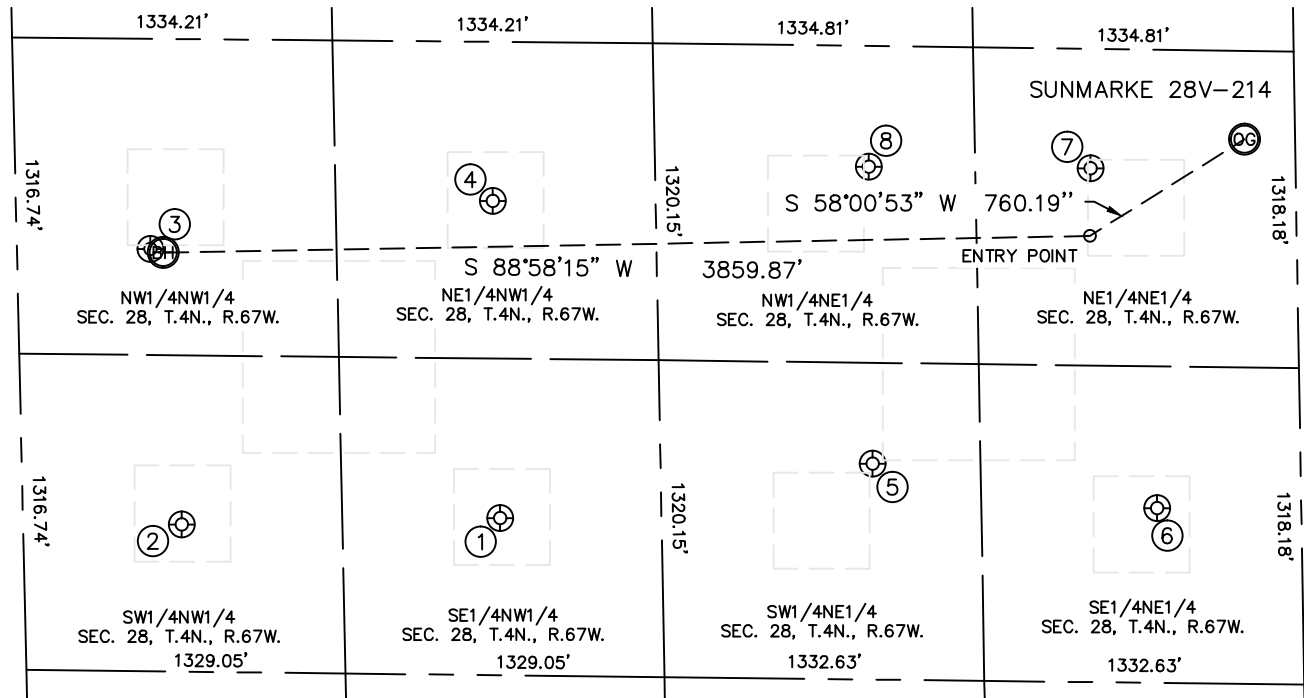 1334.21'
1334.21'
1334.81'
1334.81'
SUNMARKE 28V-214
OG
8
7
4
3
1316.74'
1320.15'
1318.18'
S 58°00'53" W 760.19''
BH
ENTRY POINT
S 88°58'15" W 3859.87'
NW1/4NW1/4
SEC. 28, T.4N., R.67W.
NE1/4NW1/4
SEC. 28, T.4N., R.67W.
NW1/4NE1/4
SEC. 28, T.4N., R.67W.
NE1/4NE1/4
SEC. 28, T.4N., R.67W.
1316.74'
1320.15'
1318.18'
5
2
1
6
SW1/4NW1/4
SEC. 28, T.4N., R.67W.
SE1/4NW1/4
SEC. 28, T.4N., R.67W.
SW1/4NE1/4
SEC. 28, T.4N., R.67W.
SE1/4NE1/4
SEC. 28, T.4N., R.67W.
1329.05'
1329.05'
1332.63'
1332.63'